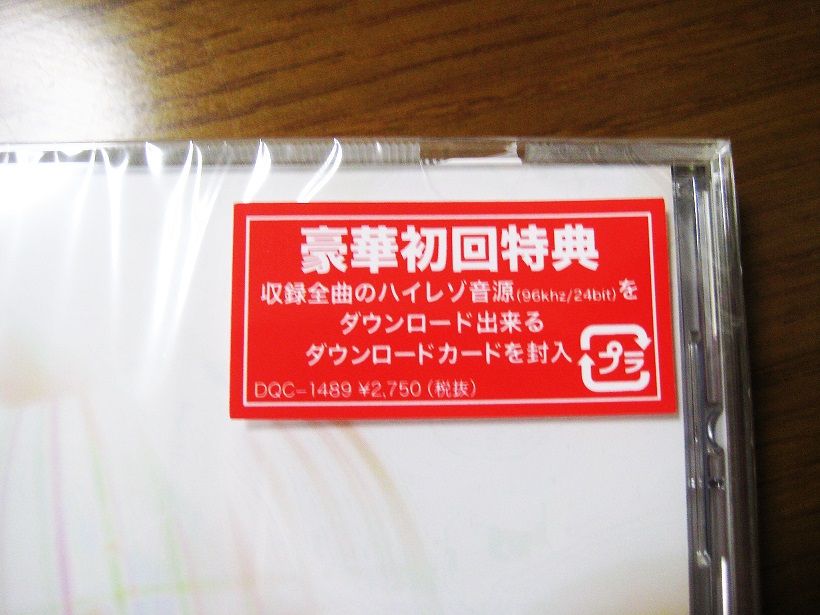 豪華初回特典
収録全曲のハイレゾ音源(96khz/24bit)を
ダウンロード出来る
ダウンロードカードを封入
プラ
DQC-1489 ¥2,750(税抜)